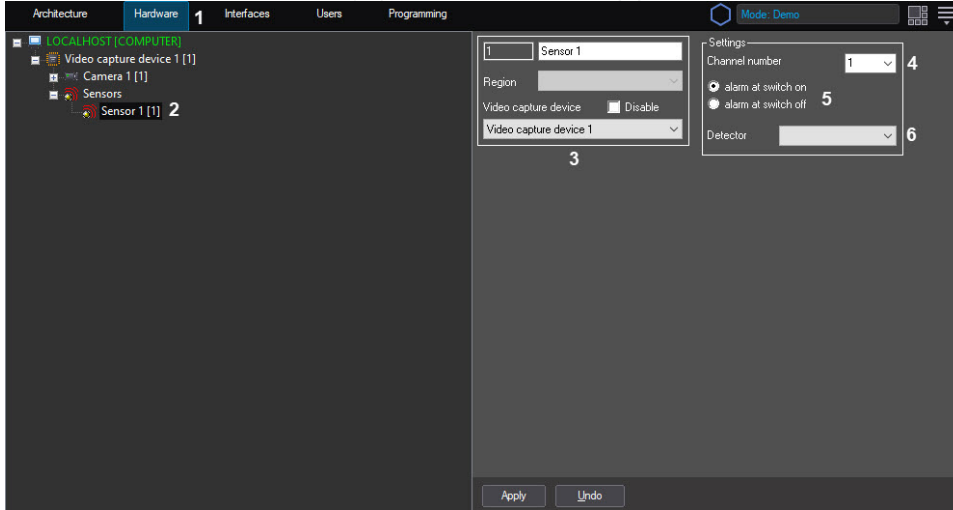 Architecture
Hardware
1
Interfaces
Users
Programming
Mode: Demo
LOCALHOST [COMPUTER]
Video capture device 1 [1]
Camera 1 [1]
Sensors
Sensor 1 [1]
2
1
Sensor 1
Region
Video capture device
Disable
Video capture device 1
3
Settings
Channel number
1
4
alarm at switch on
alarm at switch off
5
Detector
6
Apply
Undo